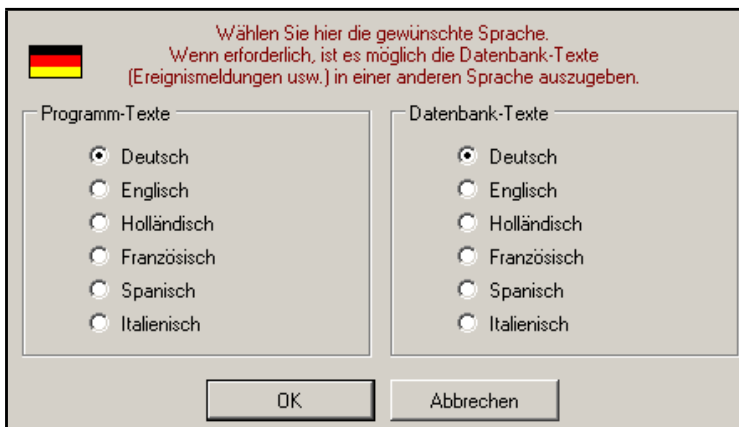 Wählen Sie hier die gewünschte Sprache.
Wenn erforderlich, ist es möglich die Datenbank-Texte
(Ereignismeldungen usw.) in einer anderen Sprache auszugeben.
Programm-Texte
Deutsch
Englisch
Holländisch
Französisch
Spanisch
Italienisch
Datenbank-Texte
Deutsch
Englisch
Holländisch
Französisch
Spanisch
Italienisch
OK
Abbrechen